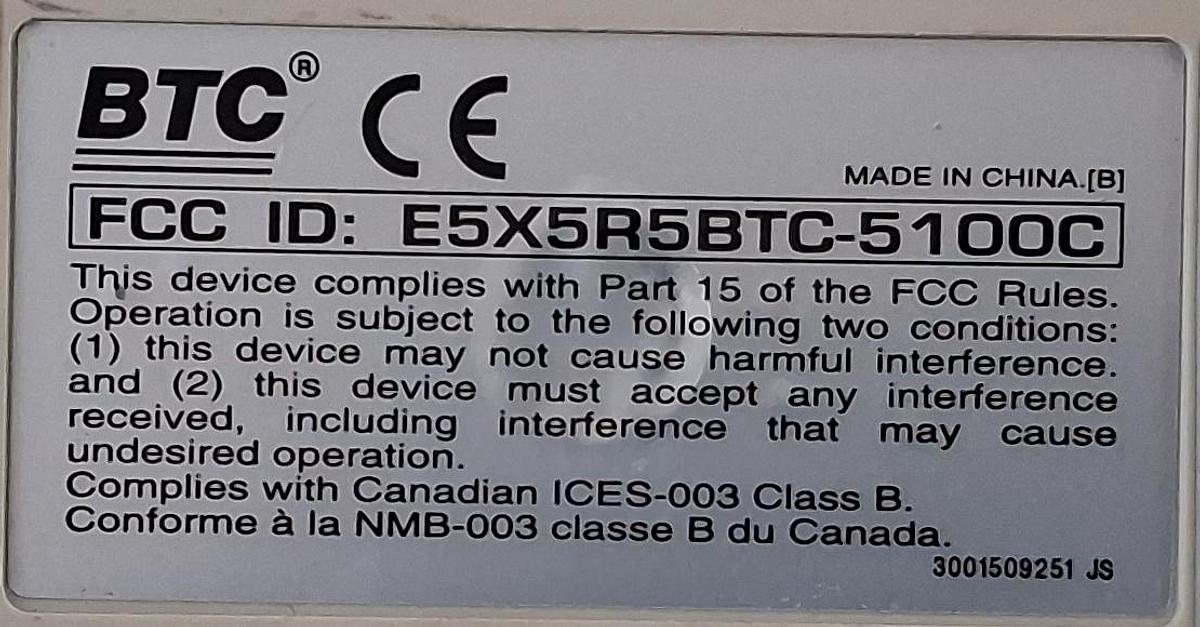 BTC® CE
MADE IN CHINA.[B]
FCC ID: E5X5R5BTC-5100C
This device complies with Part 15 of the FCC Rules.
Operation is subject to the following two conditions:
(1) this device may not cause harmful interference.
and (2) this device must accept any interference
received, including interference that may cause
undesired operation.
Complies with Canadian ICES-003 Class B.
Conforme à la NMB-003 classe B du Canada.
3001509251 JS